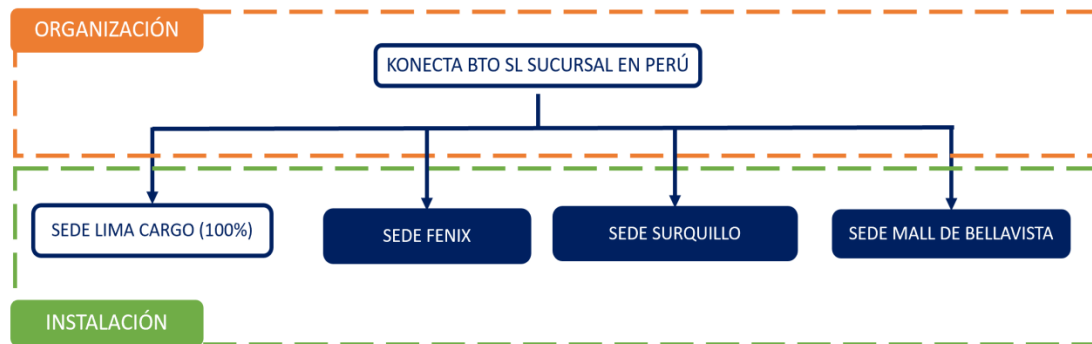 ORGANIZACIÓN
KONECTA BTO SL SUCURSAL EN PERÚ
SEDE LIMA CARGO (100%)
SEDE FENIX
SEDE SURQUILLO
SEDE MALL DE BELLAVISTA
INSTALACIÓN